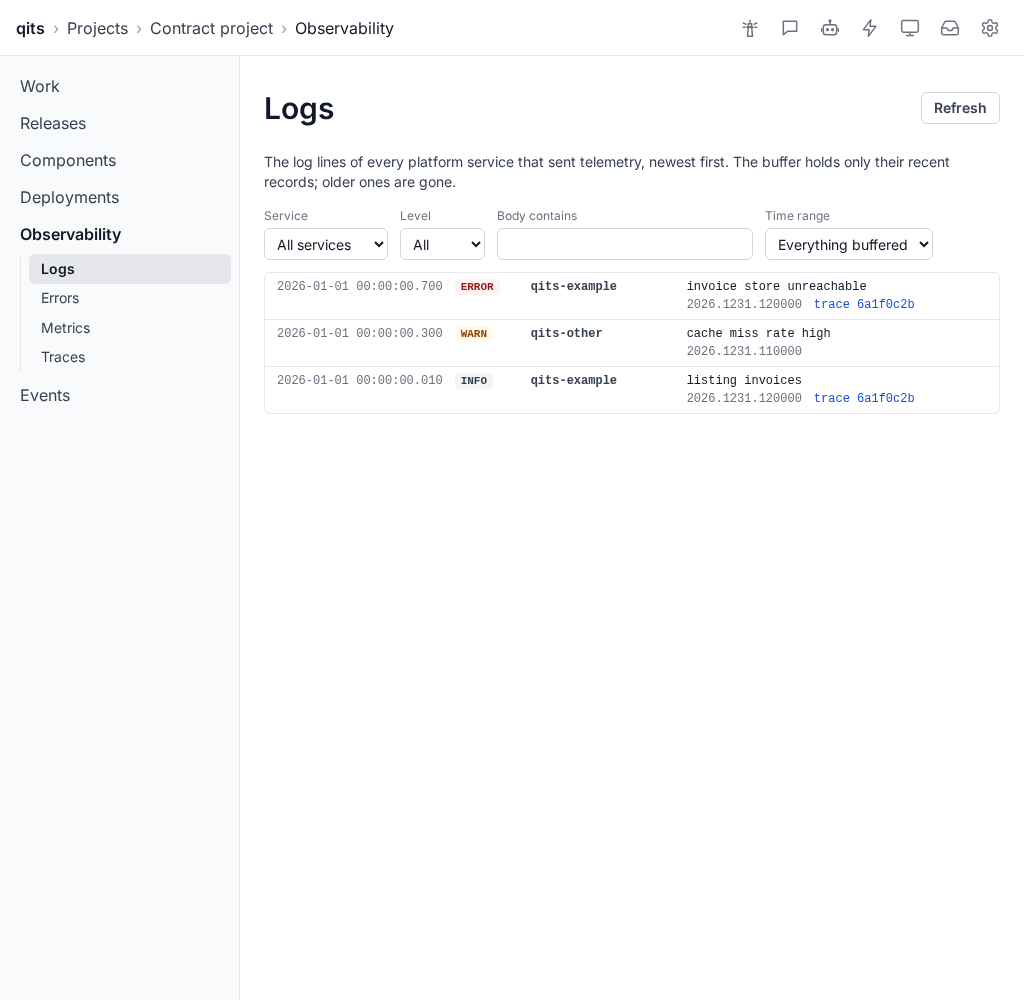 qits › Projects › Contract project › Observability
Work
Releases
Components
Deployments
Observability
Logs
Errors
Metrics
Traces
Events
Logs
Refresh
The log lines of every platform service that sent telemetry, newest first. The buffer holds only their recent
records; older ones are gone.
Service Level Body contains Time range
All services All Everything buffered
2026-01-01 00:00:00.700 ERROR qits-example invoice store unreachable
2026.1231.120000 trace 6a1f0c2b
2026-01-01 00:00:00.300 WARN qits-other cache miss rate high
2026.1231.110000
2026-01-01 00:00:00.010 INFO qits-example listing invoices
2026.1231.120000 trace 6a1f0c2b